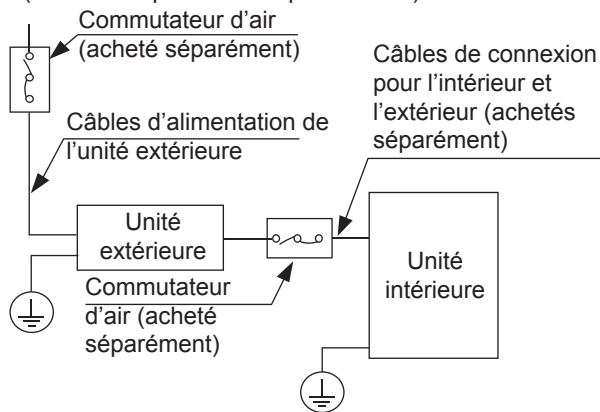 Commutateur d'air
(acheté séparément)
Câbles de connexion
pour l'intérieur et
l'extérieur (achetés
séparément)
Câbles d'alimentation de
l'unité extérieure
Unité
extérieure
Unité
intérieure
Commutateur
d'air (acheté
séparément)